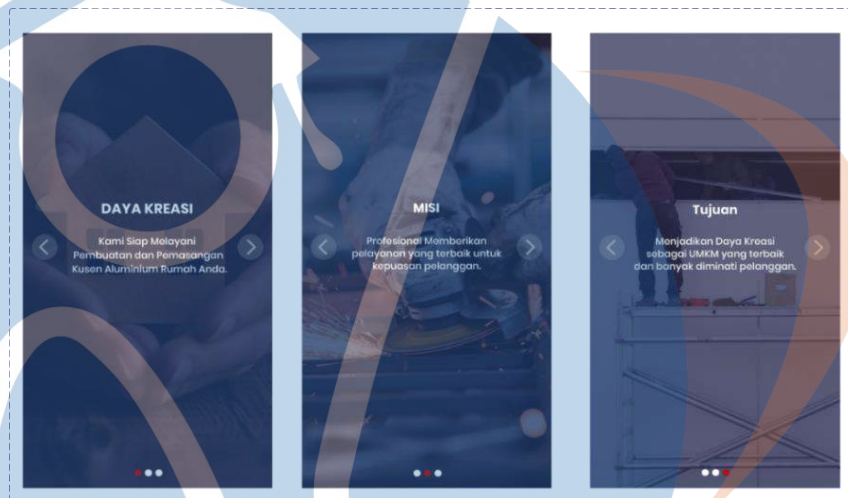 DAYA KREASI
Kami Siap Melayani
Pembuatan dan Pemasangan
Kusen Aluminium Rumah Anda.
MISI
Profesional Memberikan
pelayanan yang terbaik untuk
kepuasan pelanggan.
Tujuan
Menjadikan Daya Kreasi
sebagai UMKM yang terbaik
dan banyak diminati pelanggan.